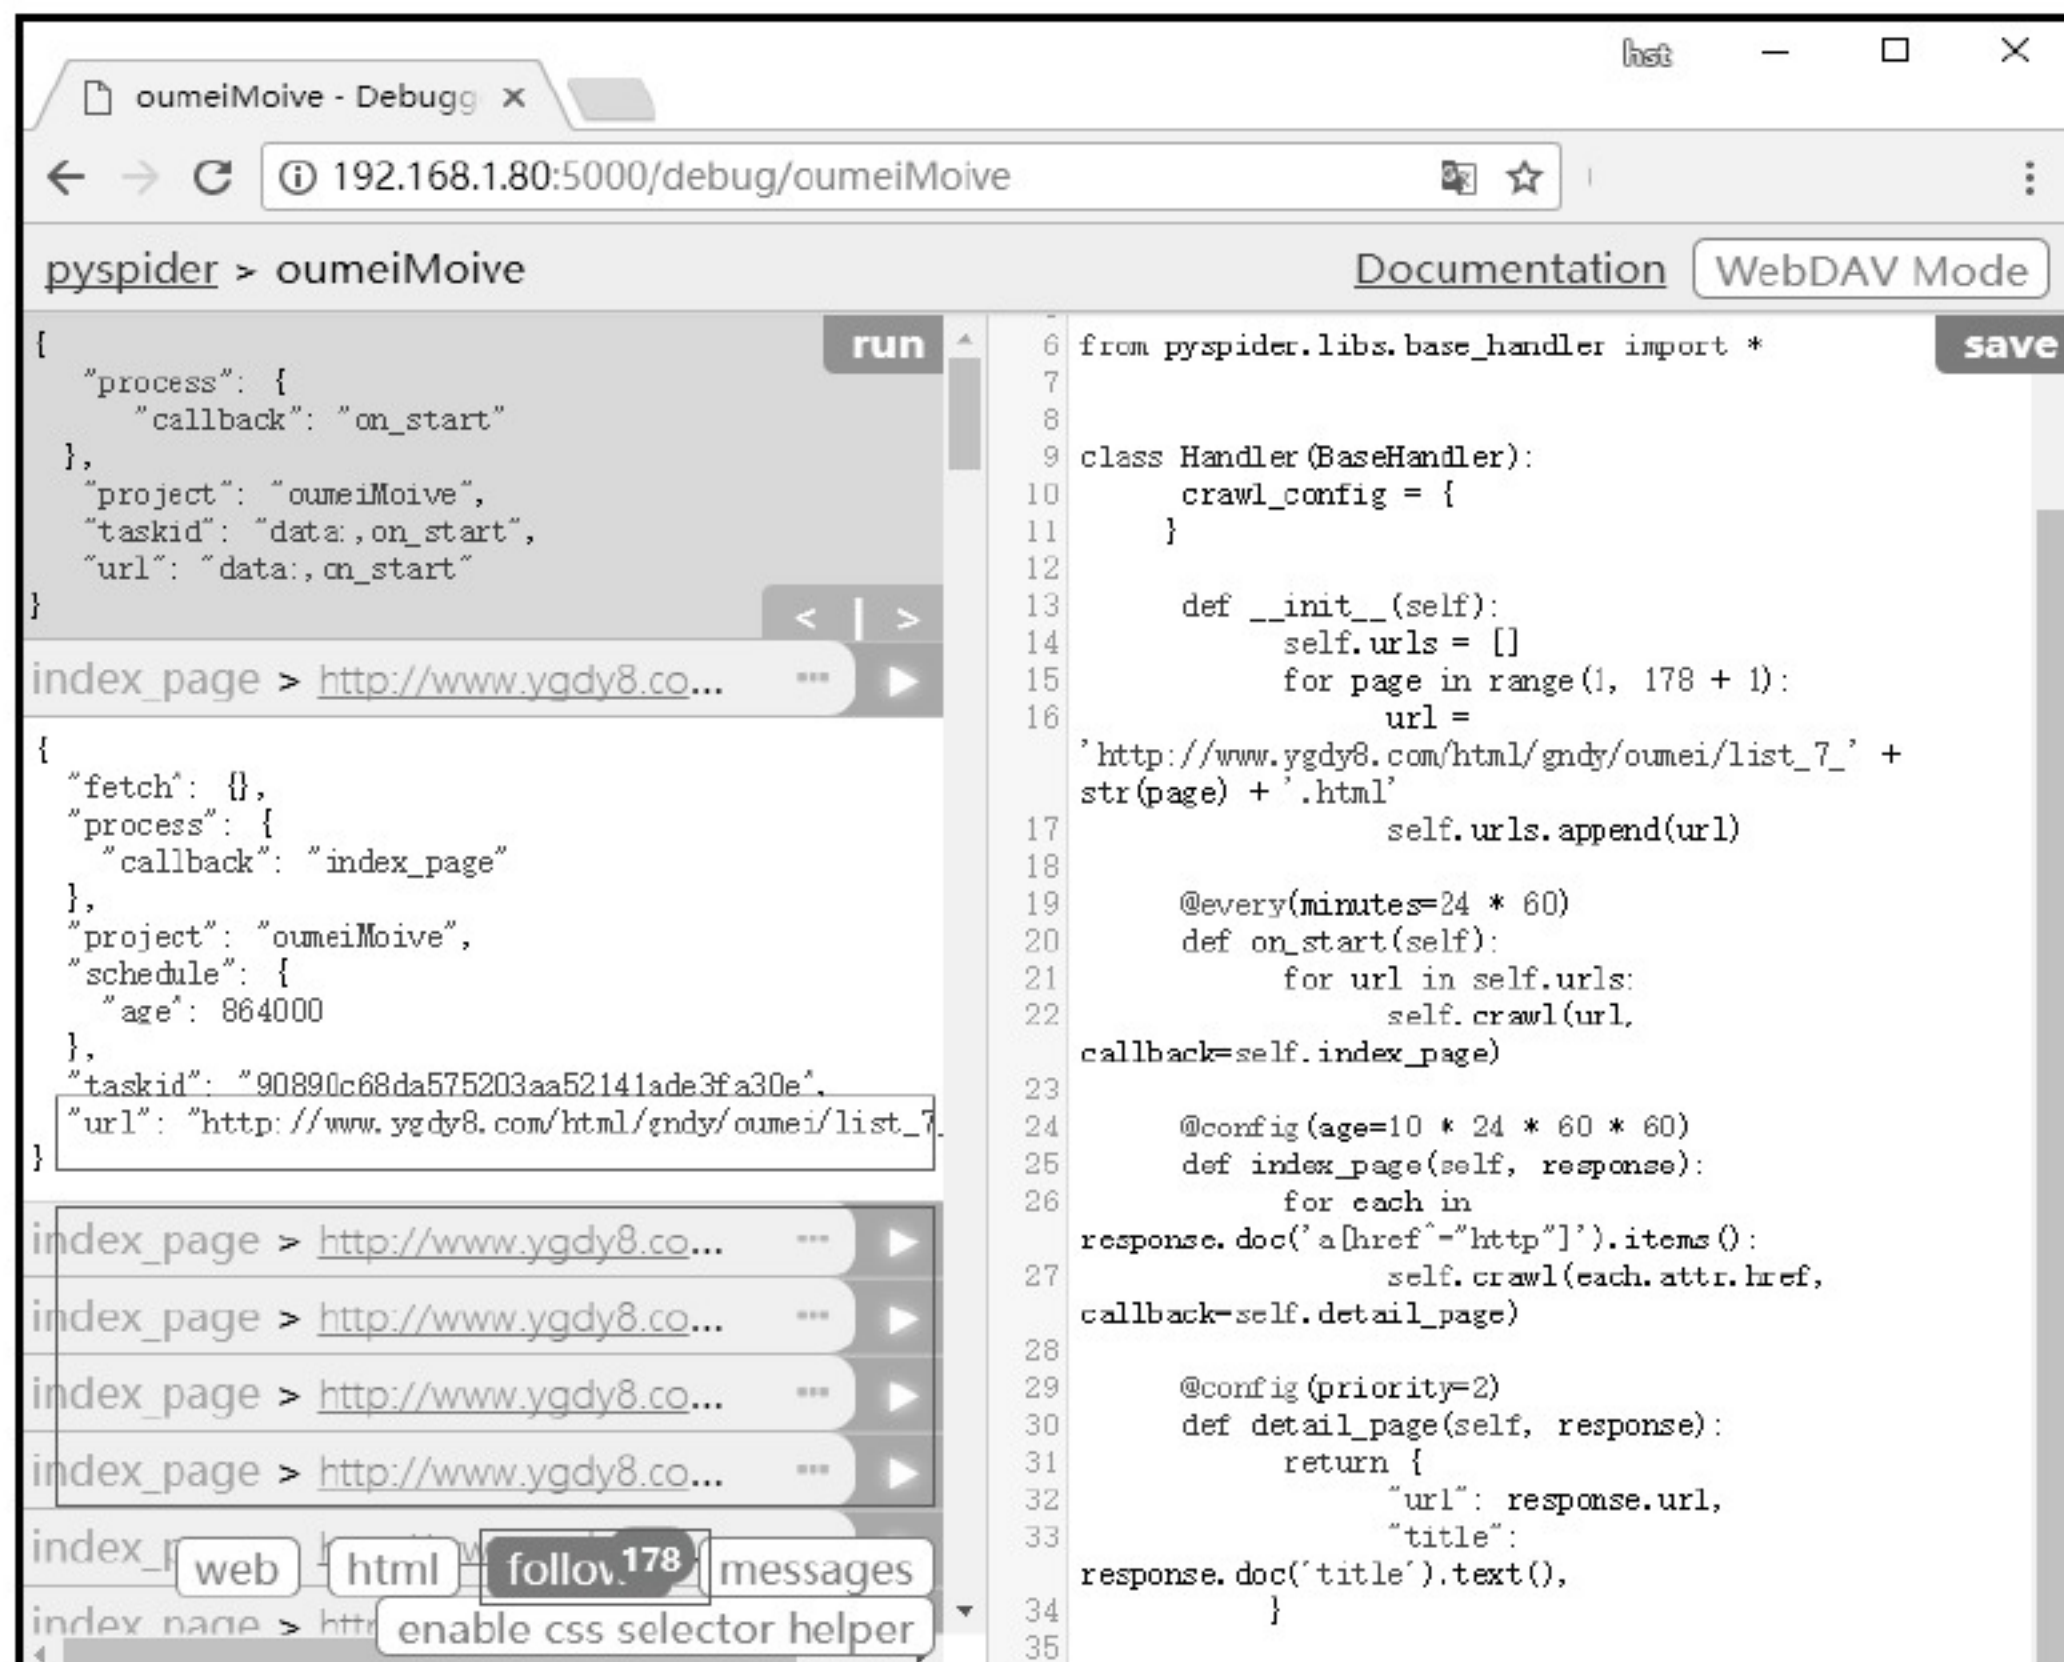 hst
oumeiMoive - Debugg
192.168.1.80:5000/debug/oumeiMoive
pyspider > oumeiMoive
Documentation
WebDAV Mode
run
{
"process": {
"callback": "on_start"
},
"project": "oumeiMoive",
"taskid": "data:,on_start",
"url": "data:,on_start"
}
< | >
index_page > http://www.ygdy8.co...
{
"fetch": {},
"process": {
"callback": "index_page"
},
"project": "oumeiMoive",
"schedule": {
"age": 864000
},
"taskid": "90890c68da575203aa52141ade3fa30e",
"url": "http://www.ygdy8.com/html/gndy/oumei/list_7_
}
index_page > http://www.ygdy8.co...
index_page > http://www.ygdy8.co...
index_page > http://www.ygdy8.co...
index_page > http://www.ygdy8.co...
web
html
follow 178
messages
index_page > http
enable css selector helper
save
6 from pyspider.libs.base_handler import *
7
8
9 class Handler(BaseHandler):
10 crawl_config = {
11 }
12
13 def __init__(self):
14 self.urls = []
15 for page in range(1, 178 + 1):
16 url =
'http://www.ygdy8.com/html/gndy/oumei/list_7_' +
str(page) + '.html'
17 self.urls.append(url)
18
19 @every(minutes=24 * 60)
20 def on_start(self):
21 for url in self.urls:
22 self.crawl(url,
callback=self.index_page)
23
24 @config(age=10 * 24 * 60 * 60)
25 def index_page(self, response):
26 for each in
response.doc('a[href^="http"]').items():
27 self.crawl(each.attr.href,
callback=self.detail_page)
28
29 @config(priority=2)
30 def detail_page(self, response):
31 return {
32 "url": response.url,
33 "title":
response.doc('title').text(),
34 }
35